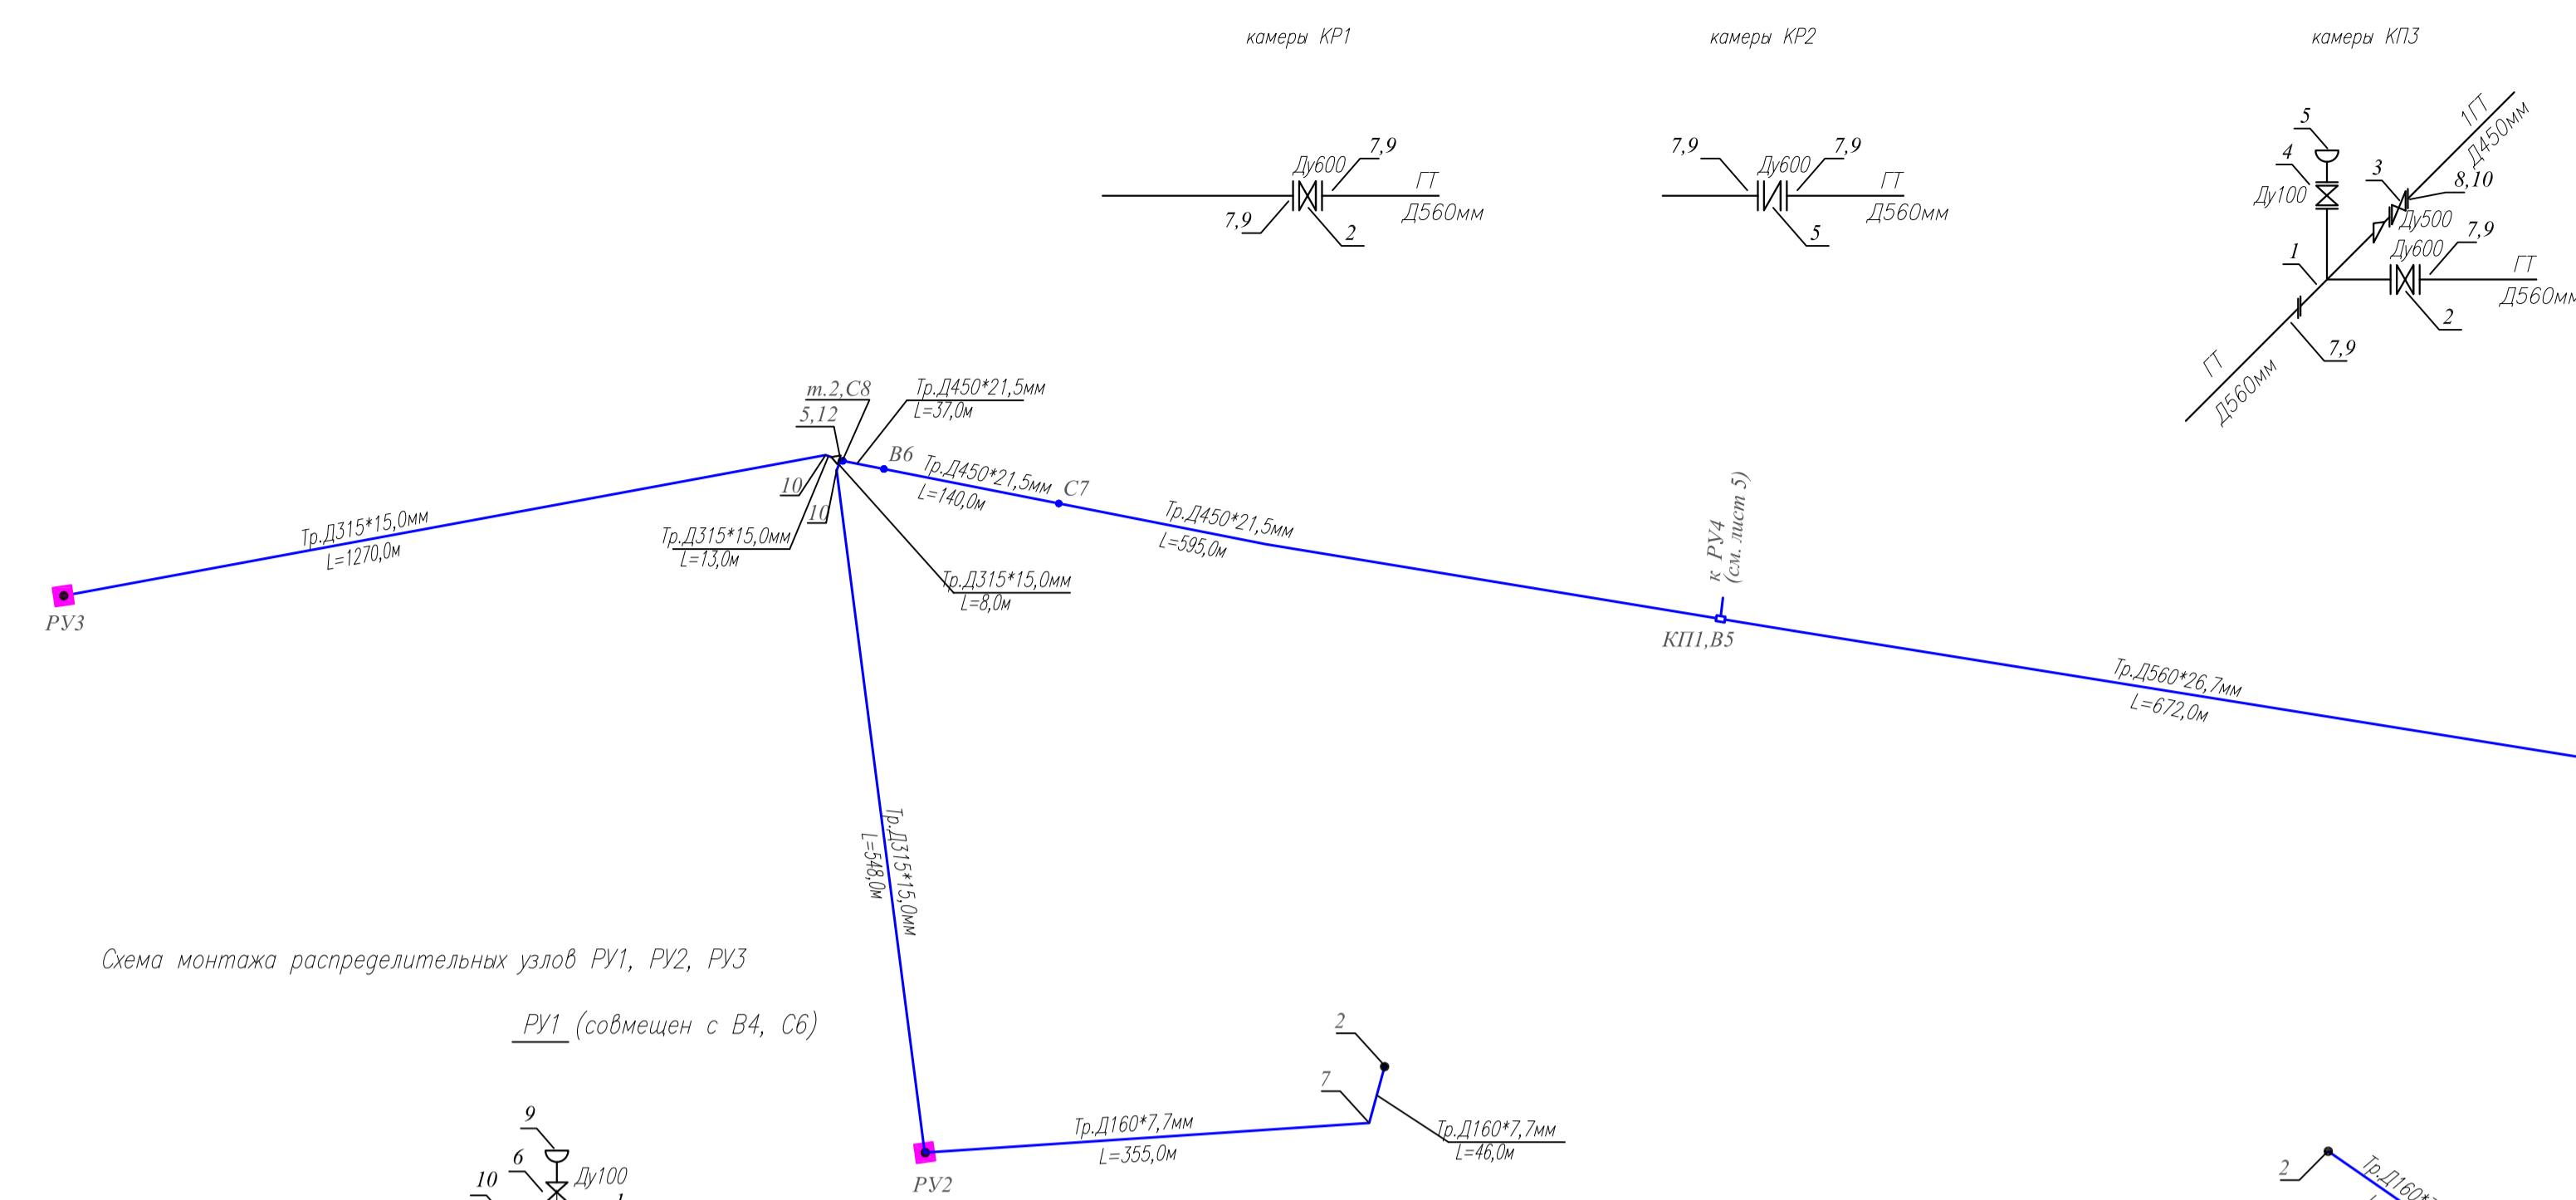 камеры КР1
камеры КР2
камеры КП3
7,9
Ду600
ГТ
Д560мм
7,9
2
7,9
Ду600
7,9
ГТ
Д560мм
5
5
4
Ду100
3
1ГТ
Д450мм
8,10
Ду500
Ду600
7,9
1
ГТ
Д560мм
2
7,9
ГТ
Д560мм
т.2,С8
5,12
Тр.Д450*21,5мм
L=37,0м
В6
Тр.Д450*21,5мм
L=140,0м
С7
Тр.Д450*21,5мм
L=595,0м
к РУ4
(см. лист 5)
КП1,В5
Тр.Д560*26,7мм
L=672,0м
10
10
Тр.Д315*15,0мм
L=1270,0м
РУ3
Тр.Д315*15,0мм
L=13,0м
Тр.Д315*15,0мм
L=8,0м
Тр.Д315*15,0мм
L=548,0м
Схема монтажа распределительных узлов РУ1, РУ2, РУ3
РУ1 (совмещен с В4, С6)
9
6
Ду100
10
РУ2
Тр.Д160*7,7мм
L=355,0м
2
7
Тр.Д160*7,7мм
L=46,0м
2